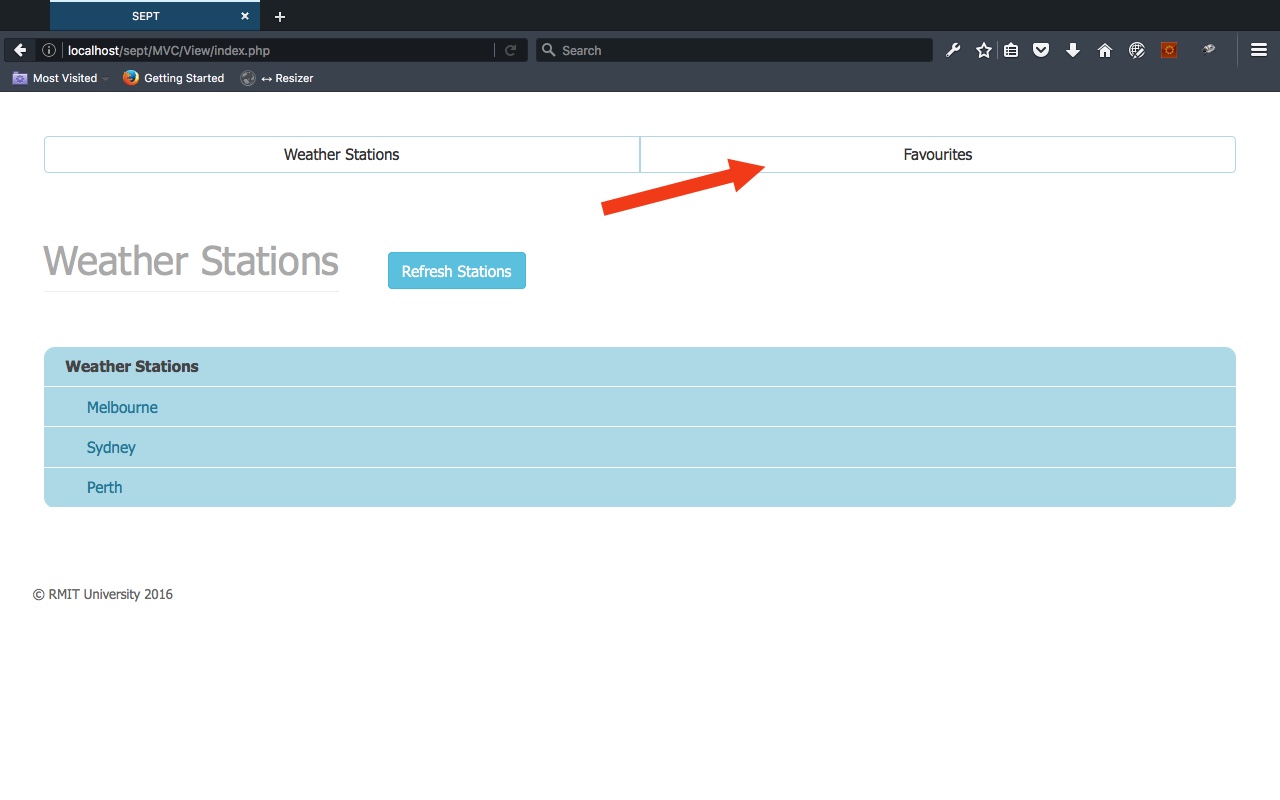 SEPT
localhost/sept/MVC/View/index.php
Search
Most Visited
Getting Started
↔ Resizer
Weather Stations
Favourites
Weather Stations
Refresh Stations
Weather Stations
Melbourne
Sydney
Perth
© RMIT University 2016